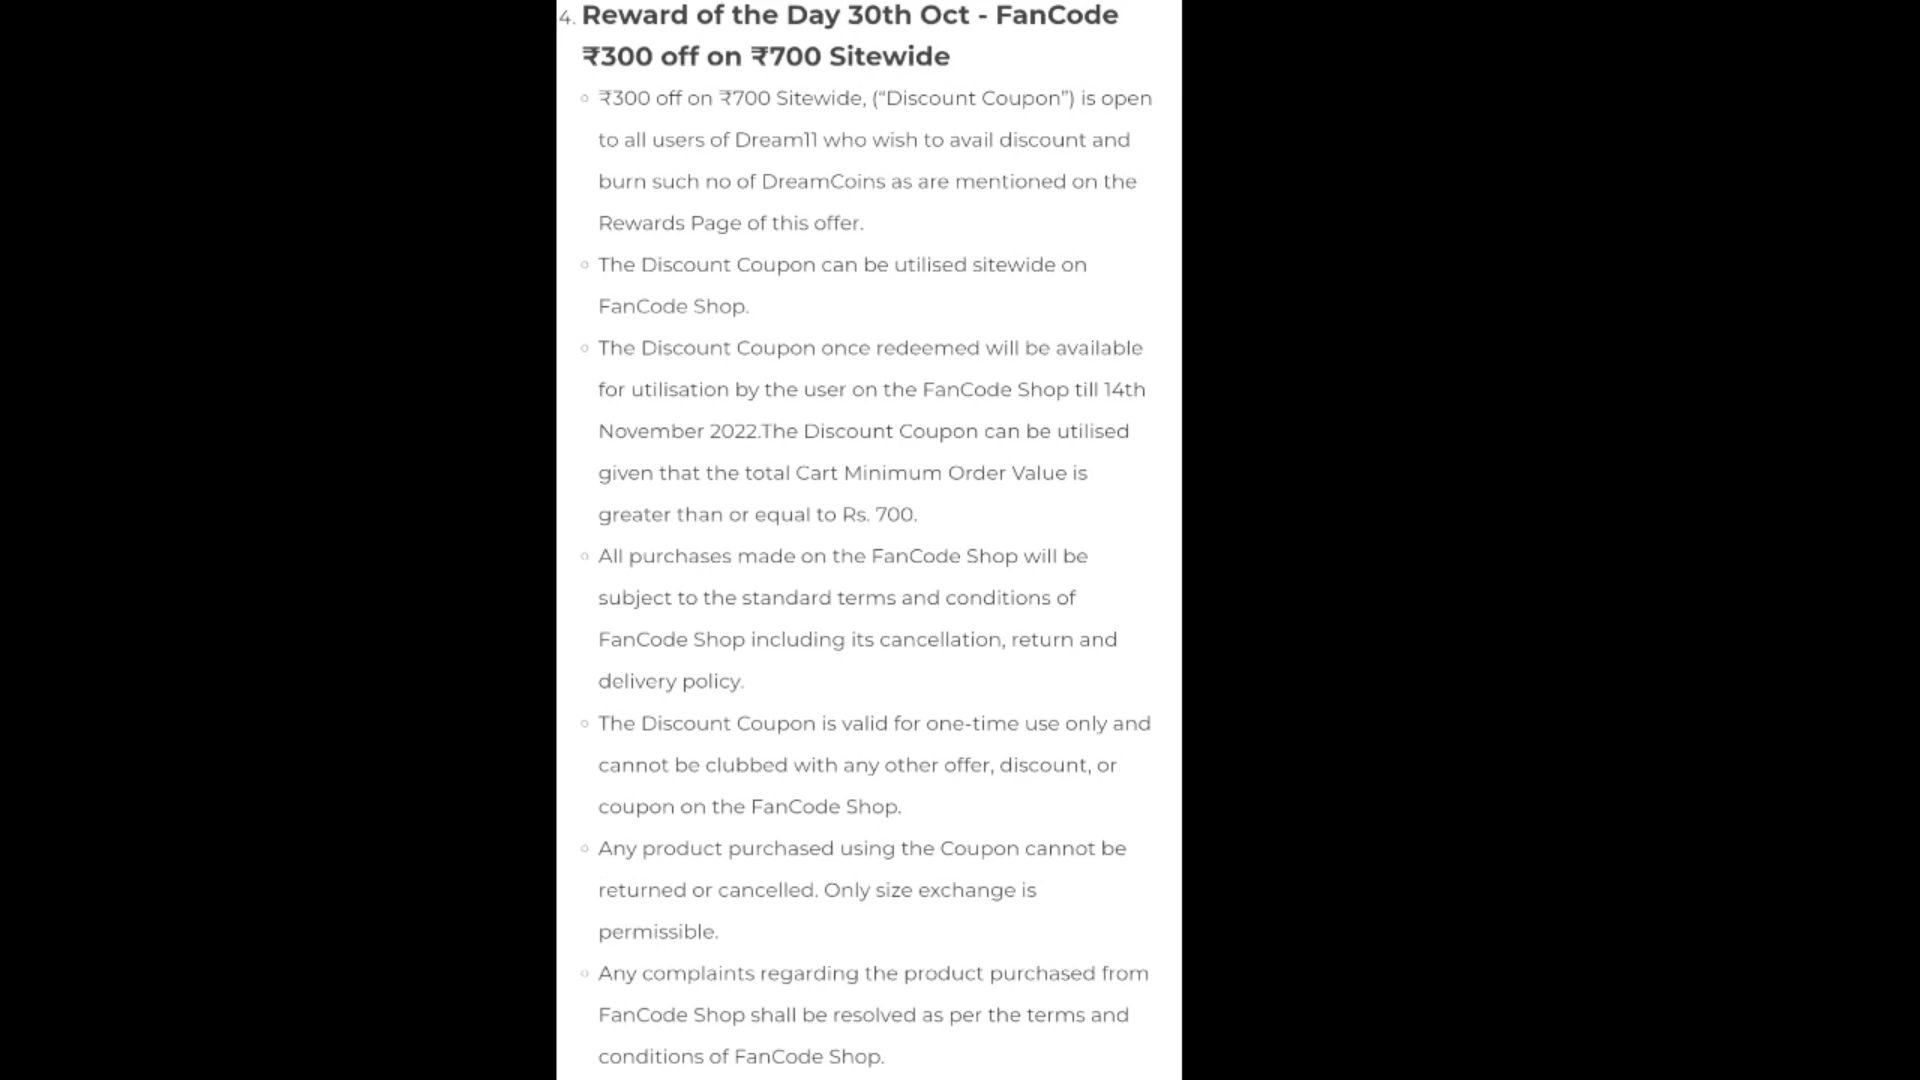 4. Reward of the Day 30th Oct - FanCode
₹300 off on ₹700 Sitewide
◦ ₹300 off on ₹700 Sitewide, (“Discount Coupon”) is open
to all users of Dream11 who wish to avail discount and
burn such no of DreamCoins as are mentioned on the
Rewards Page of this offer.
◦ The Discount Coupon can be utilised sitewide on
FanCode Shop.
◦ The Discount Coupon once redeemed will be available
for utilisation by the user on the FanCode Shop till 14th
November 2022.The Discount Coupon can be utilised
given that the total Cart Minimum Order Value is
greater than or equal to Rs. 700.
◦ All purchases made on the FanCode Shop will be
subject to the standard terms and conditions of
FanCode Shop including its cancellation, return and
delivery policy.
◦ The Discount Coupon is valid for one-time use only and
cannot be clubbed with any other offer, discount, or
coupon on the FanCode Shop.
◦ Any product purchased using the Coupon cannot be
returned or cancelled. Only size exchange is
permissible.
◦ Any complaints regarding the product purchased from
FanCode Shop shall be resolved as per the terms and
conditions of FanCode Shop.